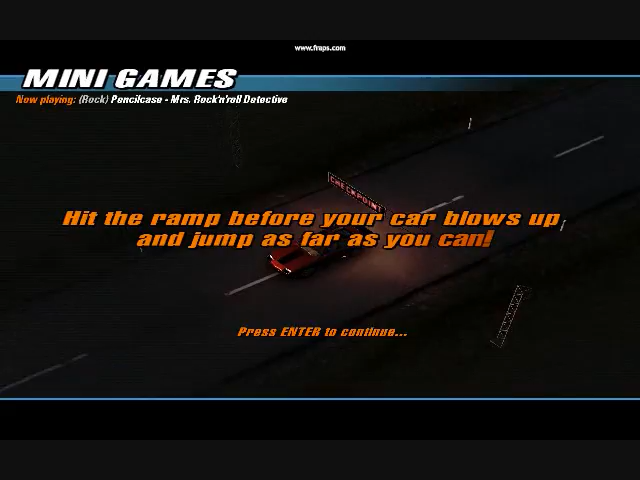 www.fraps.com
MINI GAMES
Now playing: (Rock) Pencilcase - Mrs. Rock'n'roll Detective
CHECKPOINT
Hit the ramp before your car blows up
and jump as far as you can!
Press ENTER to continue...